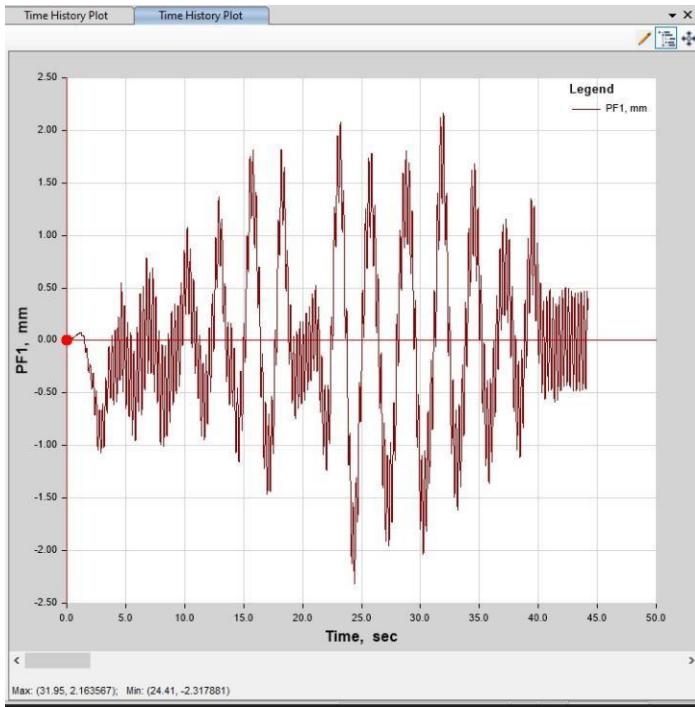 Time History Plot
Time History Plot
Legend
PF1, mm
2.50
2.00
1.50
1.00
0.50
0.00
-0.50
-1.00
-1.50
-2.00
-2.50
PF1, mm
0.0 5.0 10.0 15.0 20.0 25.0 30.0 35.0 40.0 45.0 50.0
Time, sec
Max: (31.95, 2.163567); Min: (24.41, -2.317881)